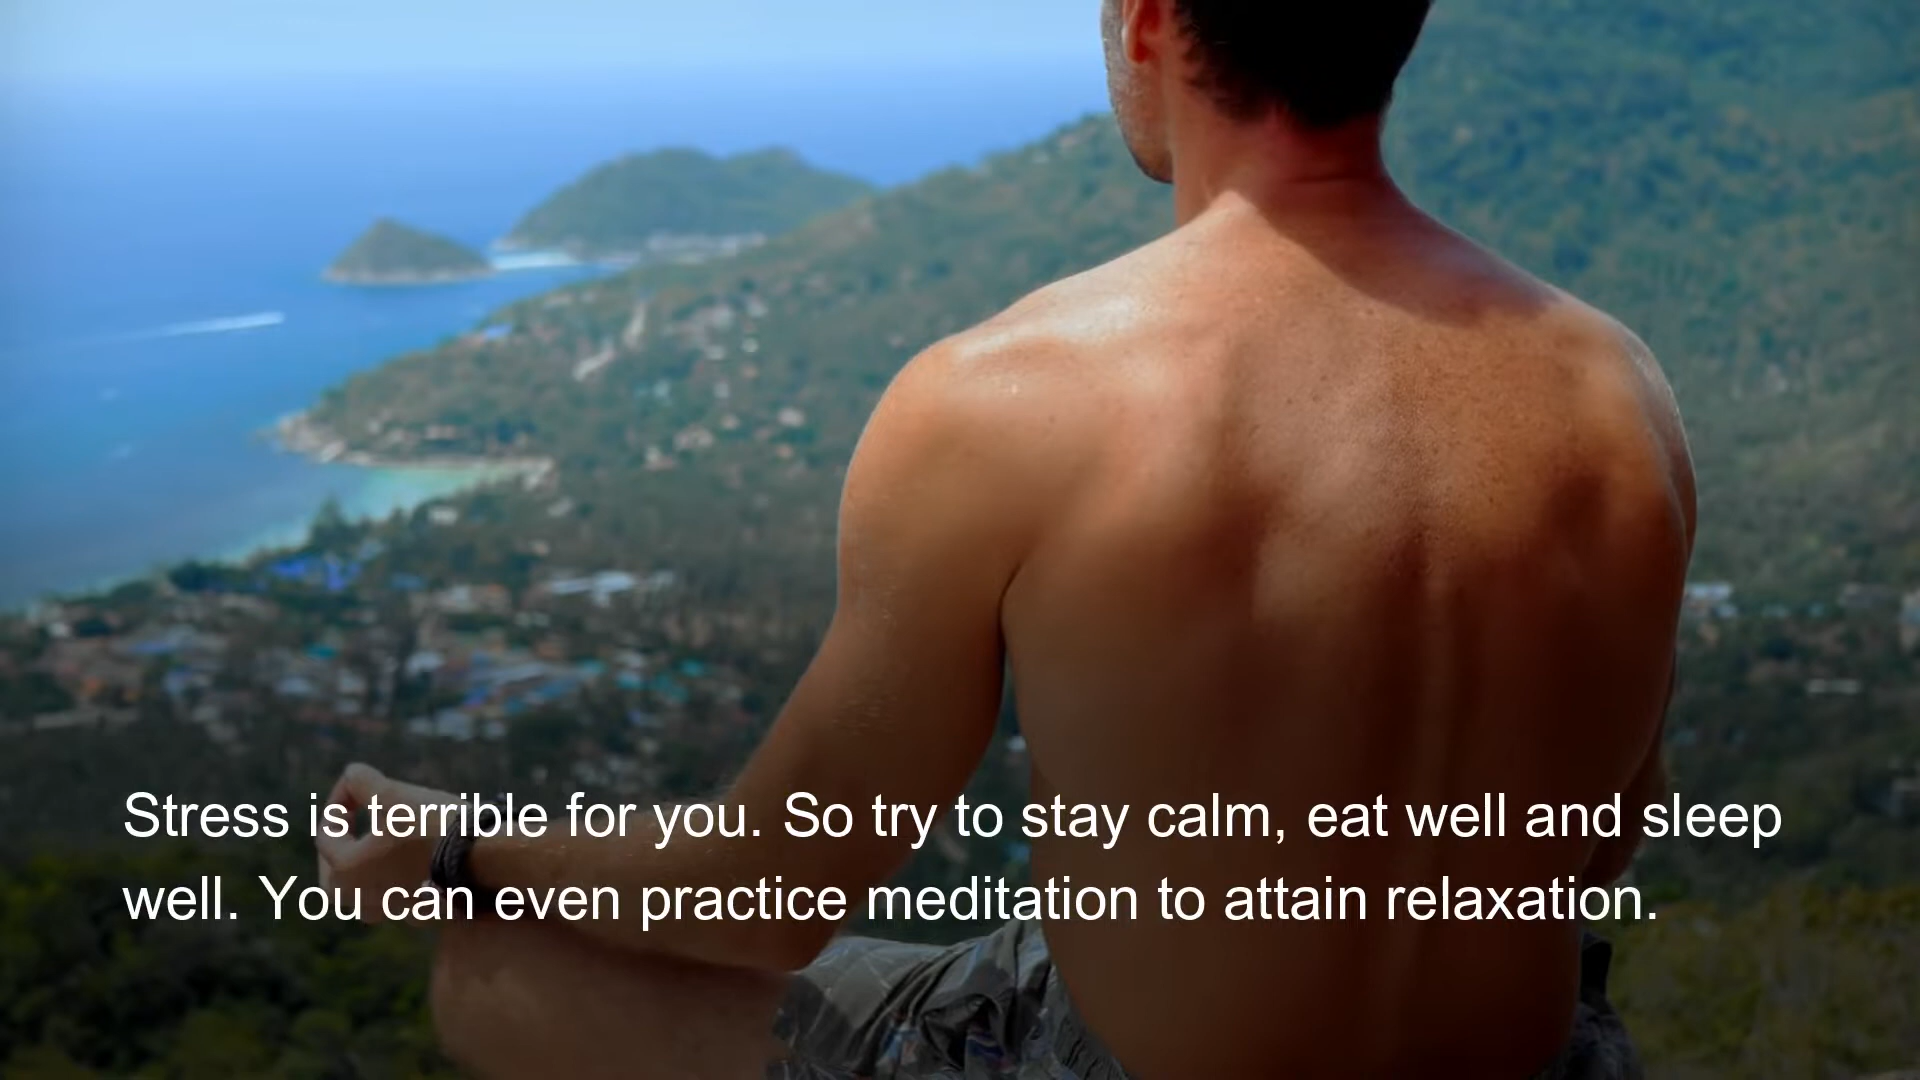 Stress is terrible for you. So try to stay calm, eat well and sleep
well. You can even practice meditation to attain relaxation.